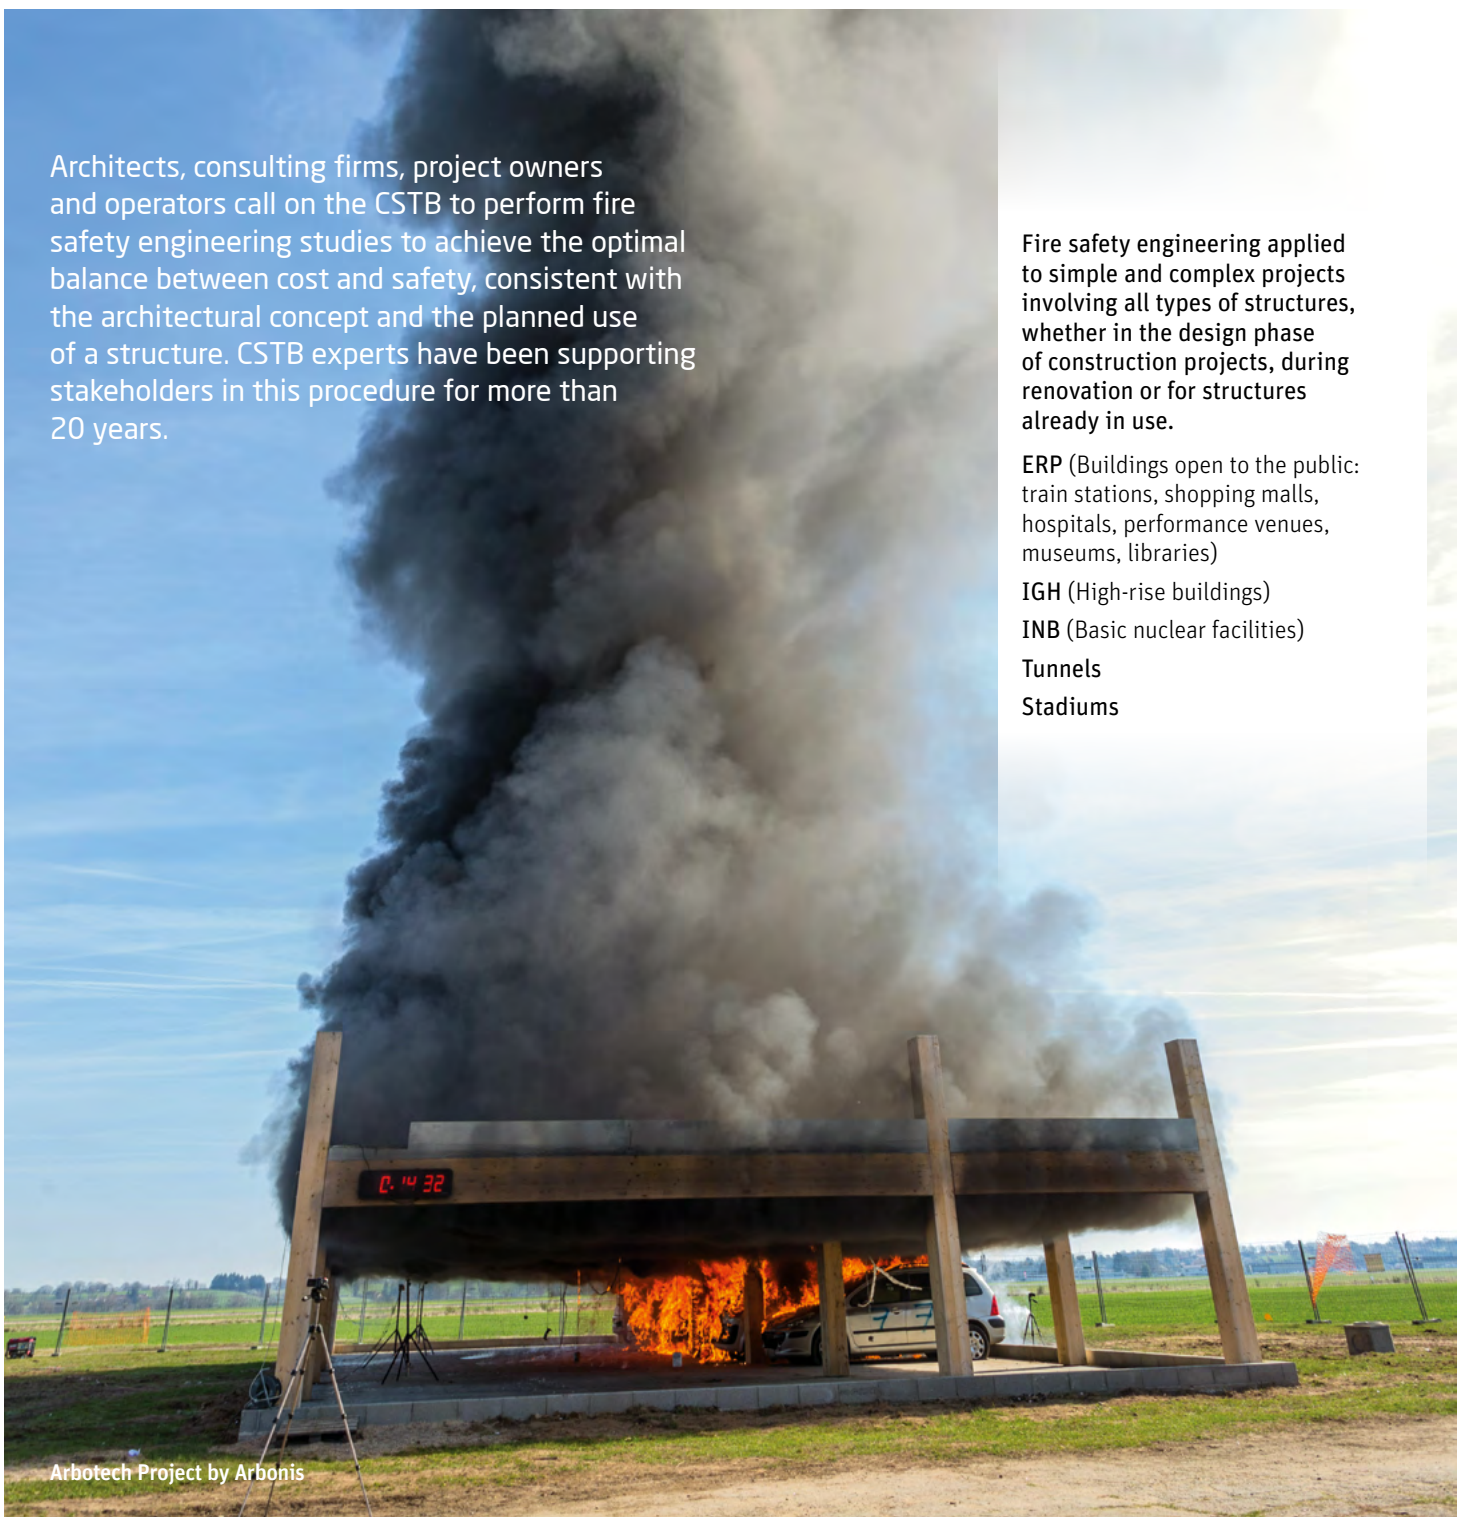 Architects, consulting firms, project owners
and operators call on the CSTB to perform fire
safety engineering studies to achieve the optimal
balance between cost and safety, consistent with
the architectural concept and the planned use
of a structure. CSTB experts have been supporting
stakeholders in this procedure for more than
20 years.
Fire safety engineering applied
to simple and complex projects
involving all types of structures,
whether in the design phase
of construction projects, during
renovation or for structures
already in use.
ERP (Buildings open to the public:
train stations, shopping malls,
hospitals, performance venues,
museums, libraries)
IGH (High-rise buildings)
INB (Basic nuclear facilities)
Tunnels
Stadiums
77
Arbotech Project by Arbonis